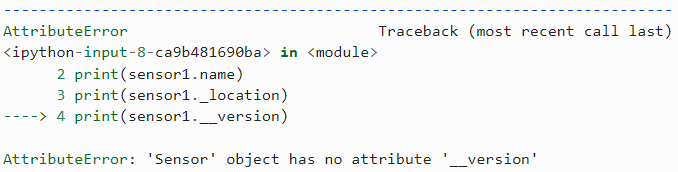 ---------------------------------------------------------------------------
AttributeError                            Traceback (most recent call last)
<ipython-input-8-ca9b481690ba> in <module>
      2 print(sensor1.name)
      3 print(sensor1._location)
----> 4 print(sensor1.__version)

AttributeError: 'Sensor' object has no attribute '__version'